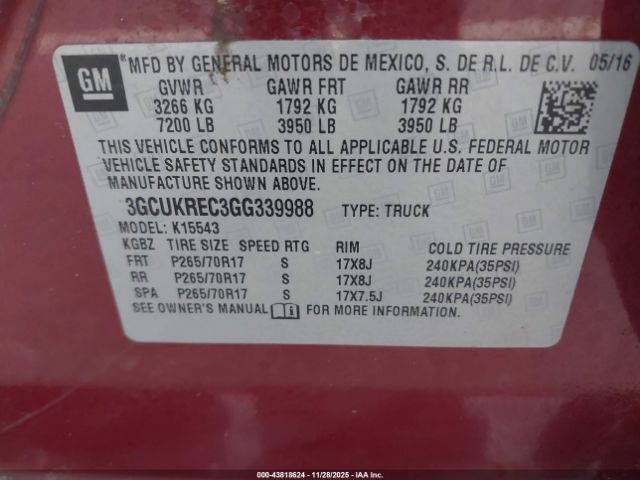 GM
MFD BY GENERAL MOTORS DE MEXICO, S. DE R.L. DE C.V. 05/16
GVWR GAWR FRT GAWR RR
3266 KG 1792 KG 1792 KG
7200 LB 3950 LB 3950 LB
THIS VEHICLE CONFORMS TO ALL APPLICABLE U.S. FEDERAL MOTOR
VEHICLE SAFETY STANDARDS IN EFFECT ON THE DATE OF
MANUFACTURE SHOWN ABOVE.
3GCUKREC3GG339988 TYPE: TRUCK
MODEL: K15543
KGBZ TIRE SIZE SPEED RTG RIM COLD TIRE PRESSURE
FRT P265/70R17 S 17X8J 240KPA(35PSI)
RR P265/70R17 S 17X8J 240KPA(35PSI)
SPA P265/70R17 S 17X7.5J 240KPA(35PSI)
SEE OWNER'S MANUAL FOR MORE INFORMATION.
000-43818624 | 11/28/2025 | IAA